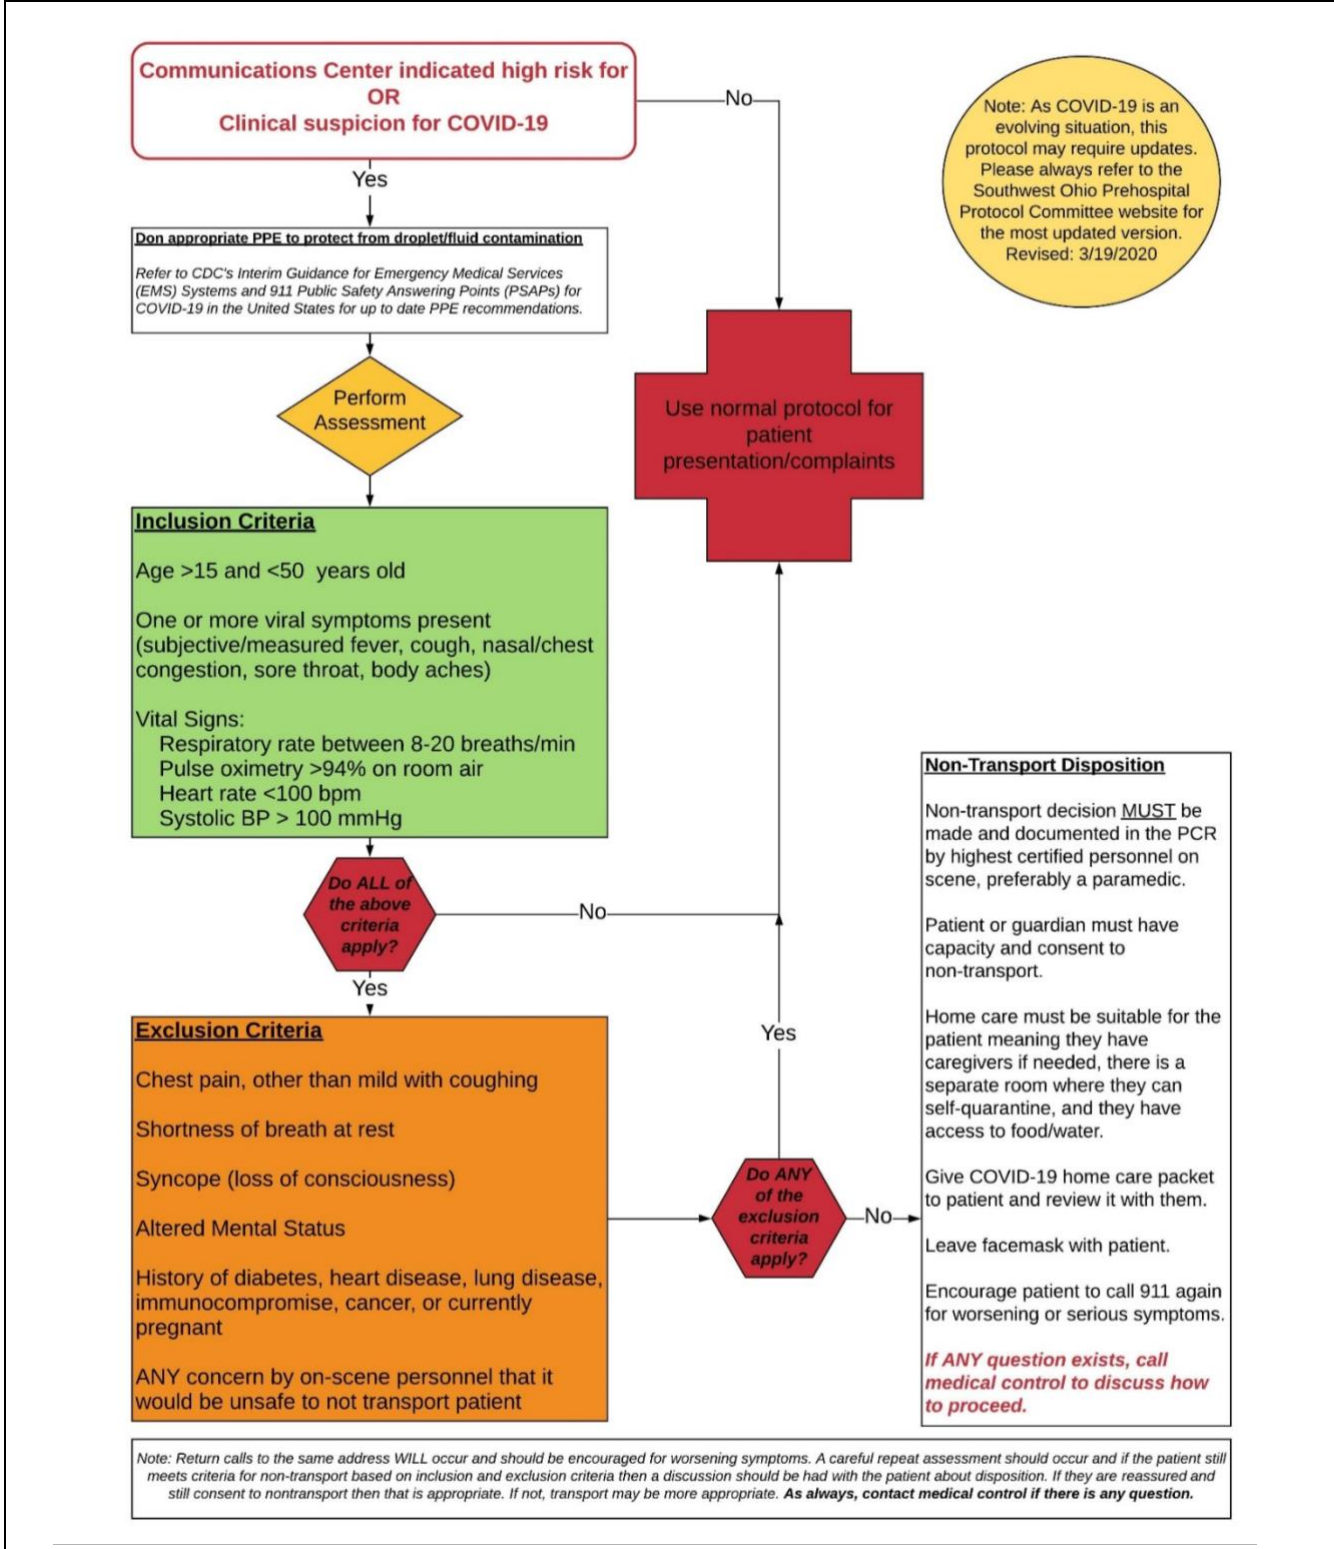 Communications Center indicated high risk for
OR
Clinical suspicion for COVID-19
No
Note: As COVID-19 is an
evolving situation, this
protocol may require updates.
Please always refer to the
Southwest Ohio Prehospital
Protocol Committee website for
the most updated version.
Revised: 3/19/2020
Yes
Don appropriate PPE to protect from droplet/fluid contamination
Refer to CDC's Interim Guidance for Emergency Medical Services
(EMS) Systems and 911 Public Safety Answering Points (PSAPs) for
COVID-19 in the United States for up to date PPE recommendations.
Perform
Assessment
Use normal protocol for
patient
presentation/complaints
Inclusion Criteria
Age >15 and <50 years old
One or more viral symptoms present
(subjective/measured fever, cough, nasal/chest
congestion, sore throat, body aches)
Vital Signs:
Respiratory rate between 8-20 breaths/min
Pulse oximetry >94% on room air
Heart rate <100 bpm
Systolic BP > 100 mmHg
Do ALL of
the above
criteria
apply?
No
Yes
Exclusion Criteria
Chest pain, other than mild with coughing
Shortness of breath at rest
Syncope (loss of consciousness)
Altered Mental Status
History of diabetes, heart disease, lung disease,
immunocompromise, cancer, or currently
pregnant
ANY concern by on-scene personnel that it
would be unsafe to not transport patient
Yes
Do ANY
of the
exclusion
criteria
apply?
No
Non-Transport Disposition
Non-transport decision MUST be
made and documented in the PCR
by highest certified personnel on
scene, preferably a paramedic.
Patient or guardian must have
capacity and consent to
non-transport.
Home care must be suitable for the
patient meaning they have
caregivers if needed, there is a
separate room where they can
self-quarantine, and they have
access to food/water.
Give COVID-19 home care packet
to patient and review it with them.
Leave facemask with patient.
Encourage patient to call 911 again
for worsening or serious symptoms.
If ANY question exists, call
medical control to discuss how
to proceed.
Note: Return calls to the same address WILL occur and should be encouraged for worsening symptoms. A careful repeat assessment should occur and if the patient still
meets criteria for non-transport based on inclusion and exclusion criteria then a discussion should be had with the patient about disposition. If they are reassured and
still consent to nontransport then that is appropriate. If not, transport may be more appropriate. As always, contact medical control if there is any question.